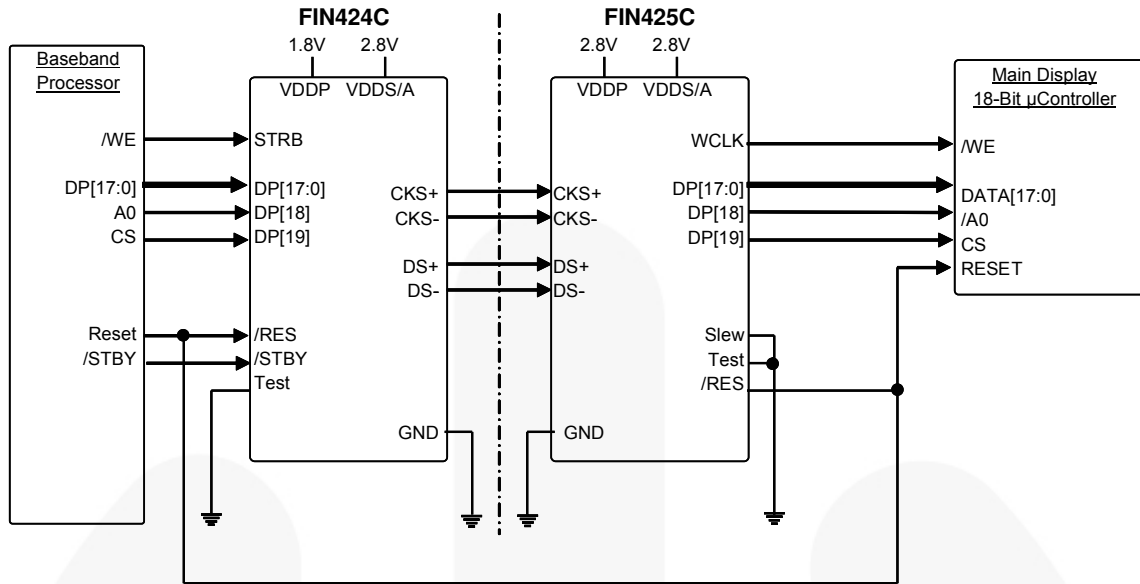 FIN424C
FIN425C
1.8V 2.8V
2.8V 2.8V
Baseband
Processor
/WE
DP[17:0]
A0
CS
Reset
/STBY
VDDP VDDS/A
STRB
DP[17:0]
DP[18]
DP[19]
/RES
/STBY
Test
CKS+
CKS-
DS+
DS-
GND
VDDP VDDS/A
CKS+
CKS-
DS+
DS-
GND
WCLK
DP[17:0]
DP[18]
DP[19]
Slew
Test
/RES
Main Display
18-Bit µController
/WE
DATA[17:0]
/A0
CS
RESET